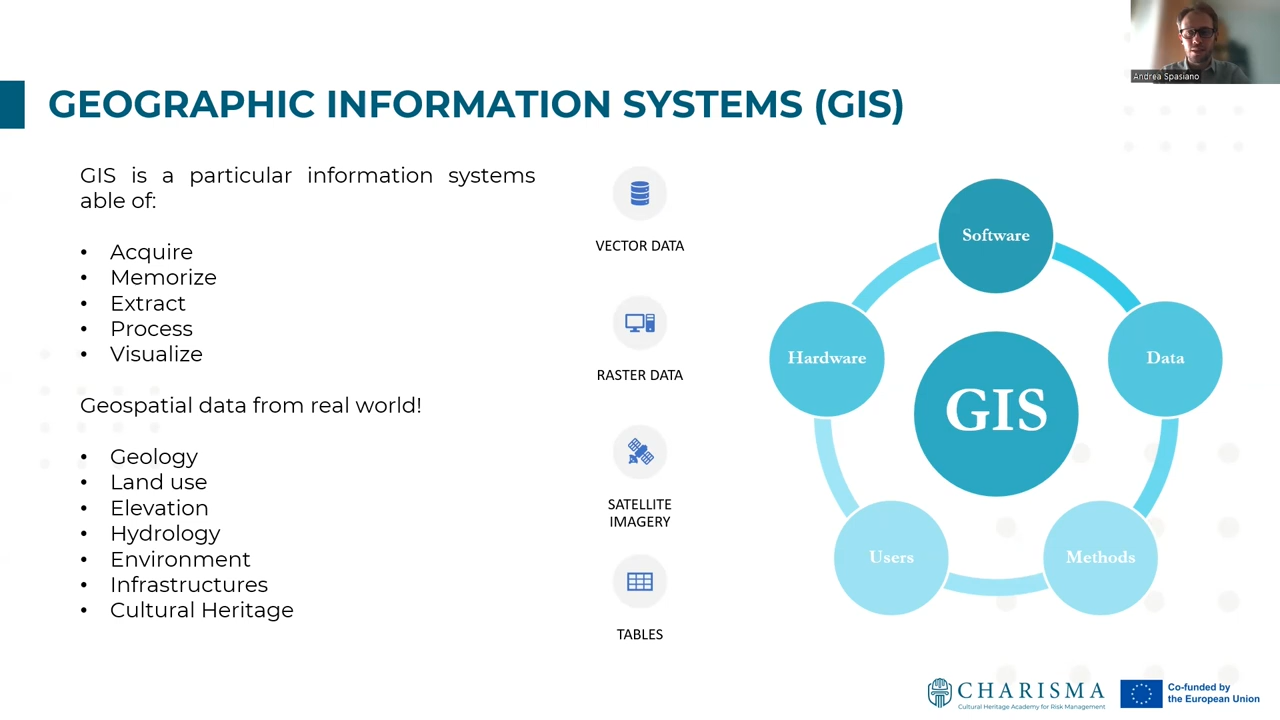 Andrea Spasiano
GEOGRAPHIC INFORMATION SYSTEMS (GIS)
GIS is a particular information systems
able of:
• Acquire
• Memorize
• Extract
• Process
• Visualize
Geospatial data from real world!
• Geology
• Land use
• Elevation
• Hydrology
• Environment
• Infrastructures
• Cultural Heritage
VECTOR DATA
RASTER DATA
SATELLITE
IMAGERY
TABLES
Software
Hardware
Data
GIS
Users
Methods
CHARISMA
Cultural Heritage Academy for Risk Management
Co-funded by
the European Union